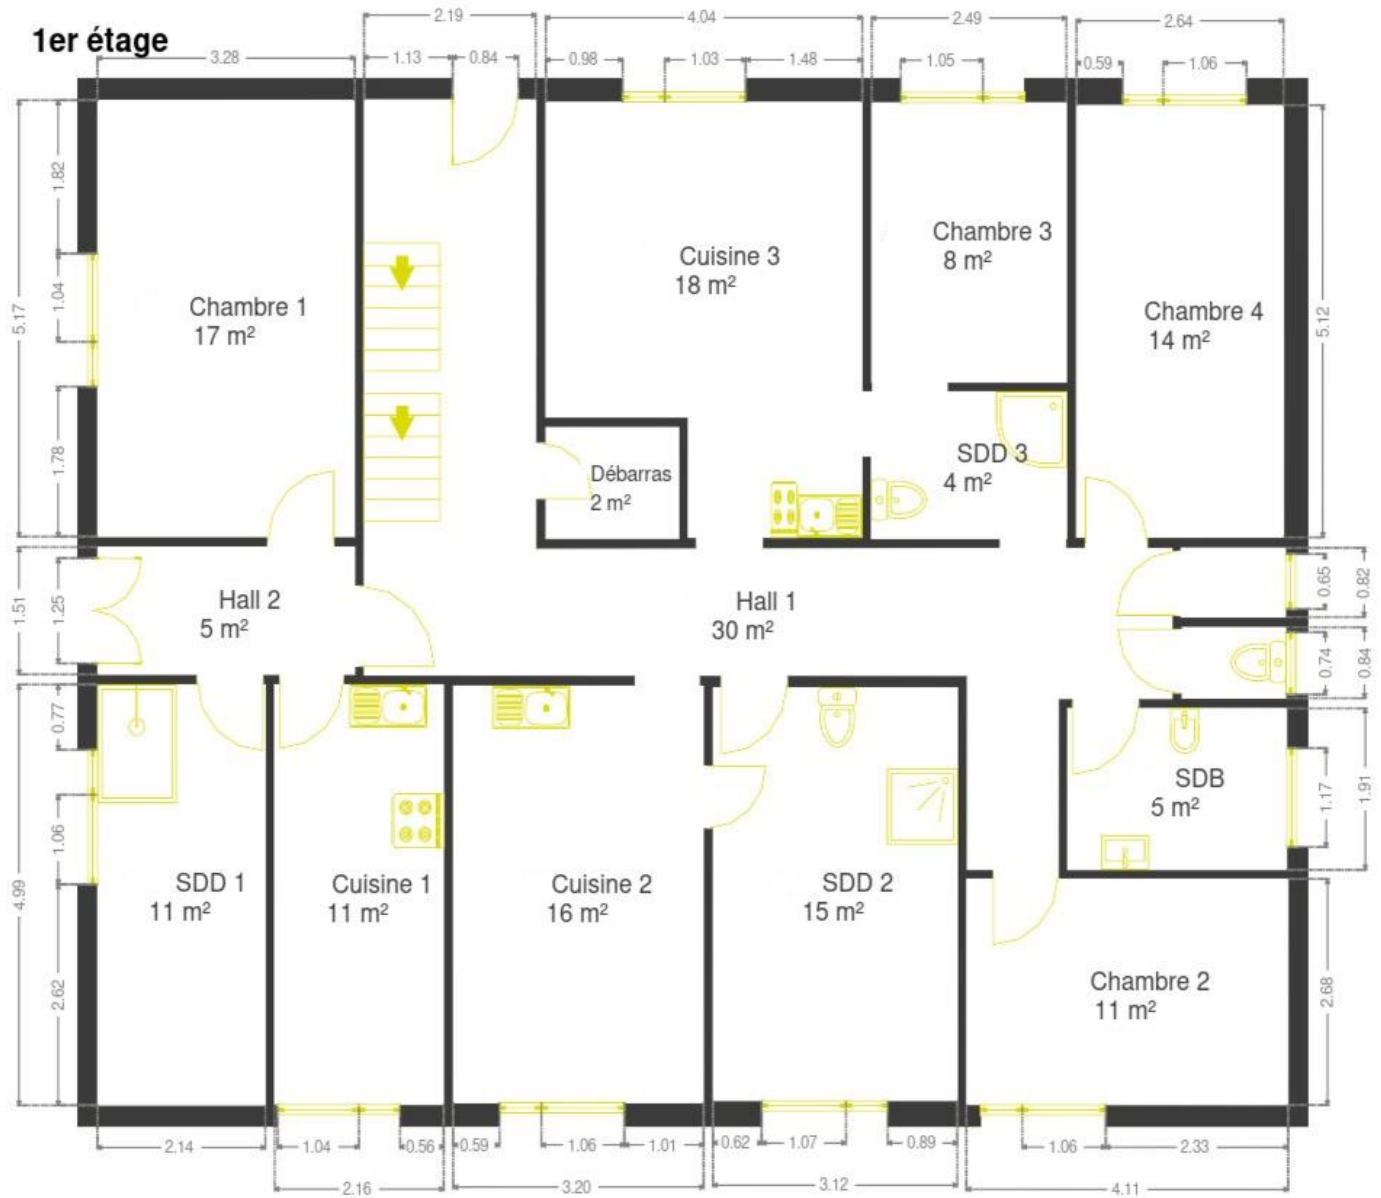 1er étage
2.19
4.04
2.49
2.64
3.28
1.13
0.84
0.98
1.03
1.48
1.05
0.59
1.06
1.82
1.04
1.78
5.17
5.12
Chambre 1
17 m²
Cuisine 3
18 m²
Chambre 3
8 m²
Chambre 4
14 m²
Débarras
2 m²
SDD 3
4 m²
1.51
1.25
Hall 2
5 m²
Hall 1
30 m²
0.65
0.82
0.74
0.84
0.77
1.06
2.62
4.99
SDB
5 m²
1.17
1.91
SDD 1
11 m²
Cuisine 1
11 m²
Cuisine 2
16 m²
SDD 2
15 m²
Chambre 2
11 m²
2.68
2.14
1.04
0.56
0.59
1.06
1.01
0.62
1.07
0.89
1.06
2.33
2.16
3.20
3.12
4.11